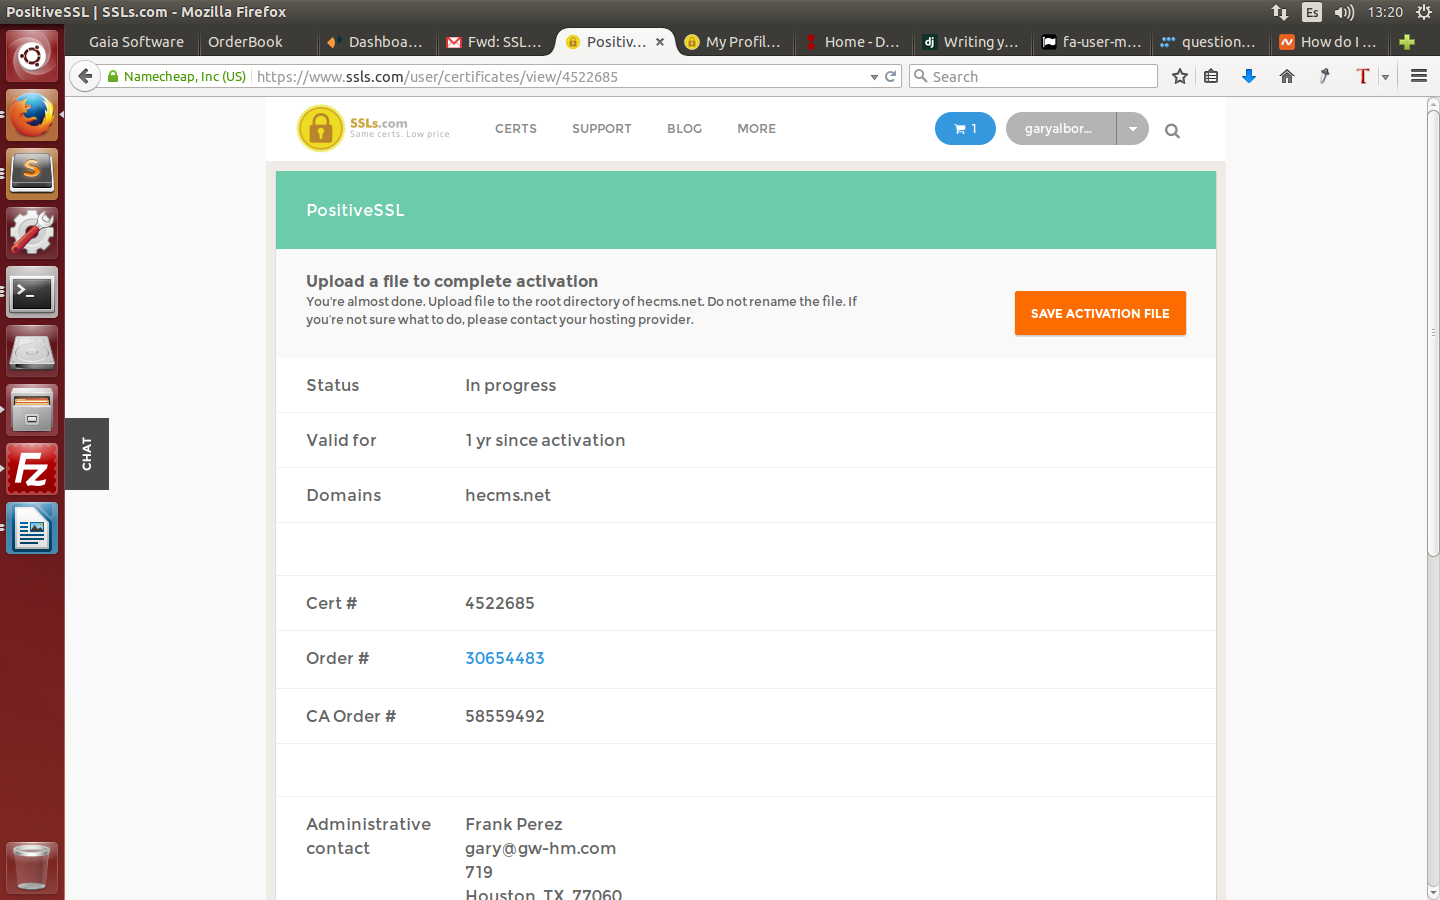 PositiveSSL | SSLs.com - Mozilla Firefox
Es
13:20
Gaia Software
OrderBook
Dashboa...
Fwd: SSL...
Positiv...
My Profil...
Home - D...
dj Writing y...
fa-user-m...
question...
How do I ...
Namecheap, Inc (US)
https://www.ssls.com/user/certificates/view/4522685
Search
SSLs.com
Same certs. Low price
CERTS
SUPPORT
BLOG
MORE
1
garyalbor...
PositiveSSL
Upload a file to complete activation
You're almost done. Upload file to the root directory of hecms.net. Do not rename the file. If
you're not sure what to do, please contact your hosting provider.
SAVE ACTIVATION FILE
Status In progress
Valid for 1 yr since activation
CHAT
Domains hecms.net
Cert # 4522685
Order # 30654483
CA Order # 58559492
Administrative contact
Frank Perez
gary@gw-hm.com
719
Houston, TX, 77060